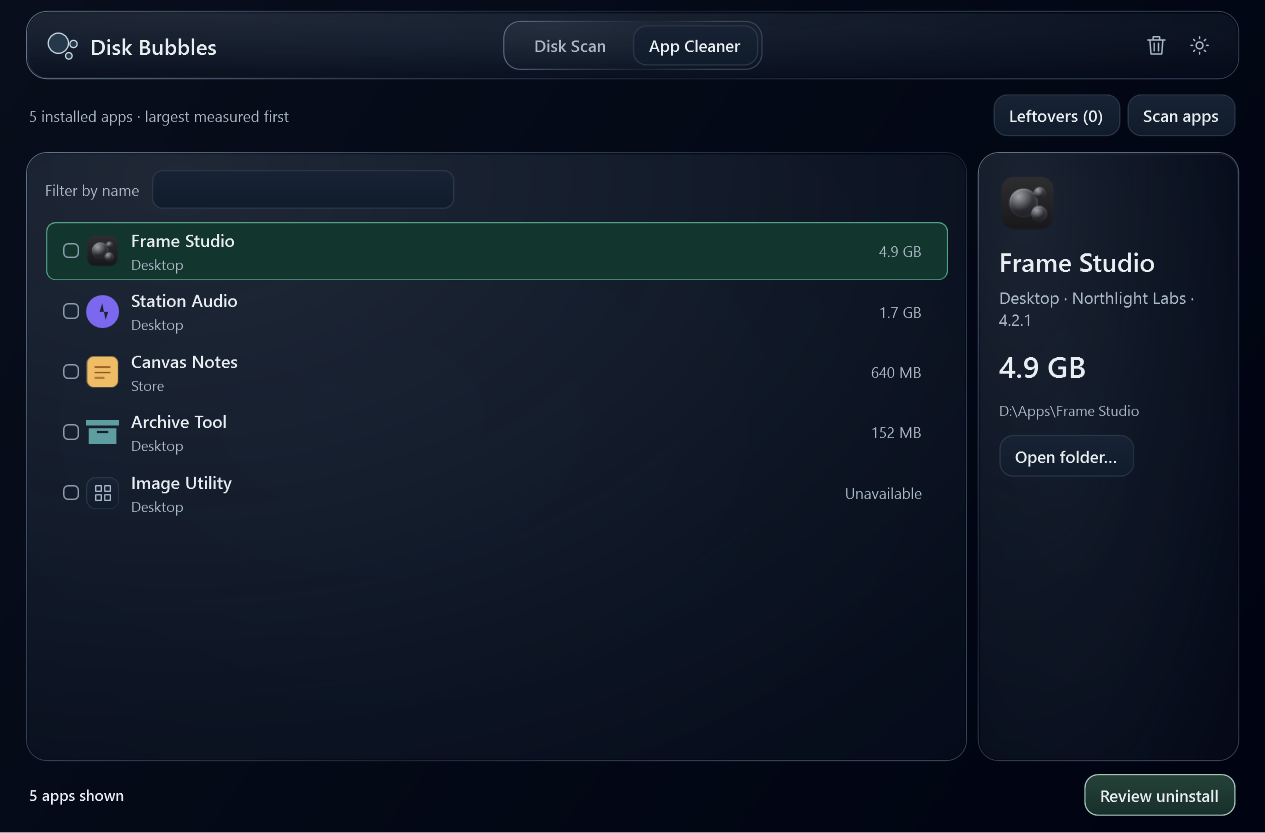 Disk Bubbles
Disk Scan
App Cleaner
5 installed apps · largest measured first
Leftovers (0)
Scan apps
Filter by name
Frame Studio
Desktop
4.9 GB
Station Audio
Desktop
1.7 GB
Canvas Notes
Store
640 MB
Archive Tool
Desktop
152 MB
Image Utility
Desktop
Unavailable
Frame Studio
Desktop · Northlight Labs ·
4.2.1
4.9 GB
D:\Apps\Frame Studio
Open folder...
5 apps shown
Review uninstall